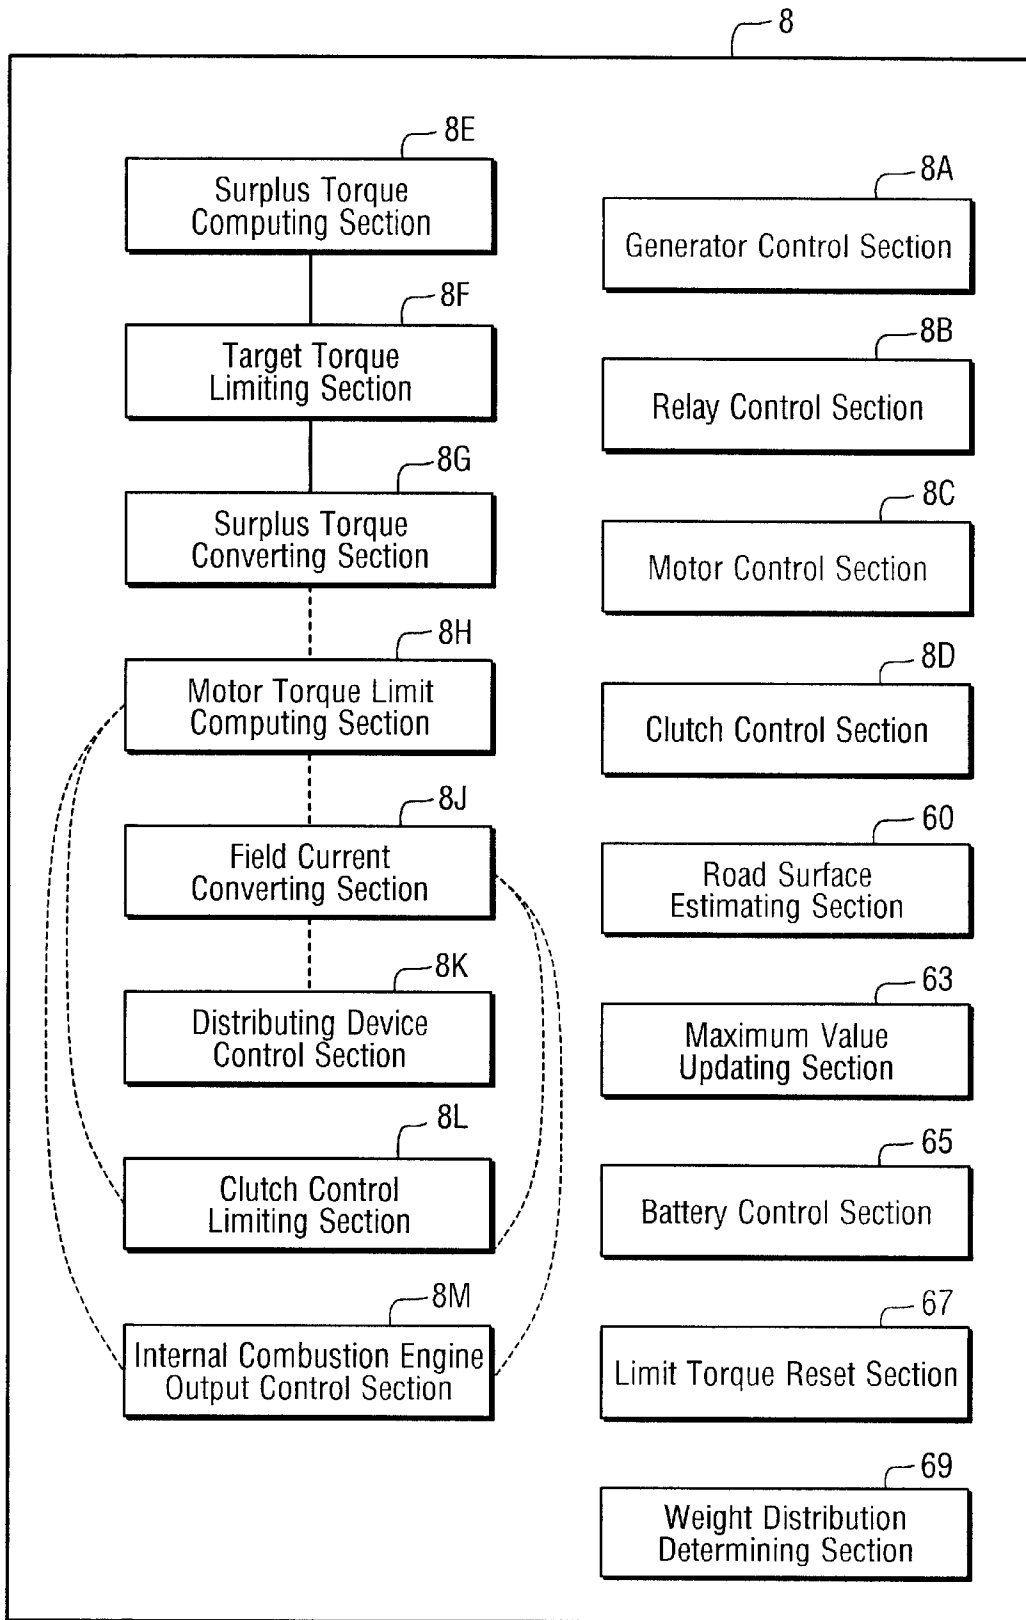 8
8E
Surplus Torque
Computing Section
8F
Target Torque
Limiting Section
8G
Surplus Torque
Converting Section
8H
Motor Torque Limit
Computing Section
8J
Field Current
Converting Section
8K
Distributing Device
Control Section
8L
Clutch Control
Limiting Section
8M
Internal Combustion Engine
Output Control Section
8A
Generator Control Section
8B
Relay Control Section
8C
Motor Control Section
8D
Clutch Control Section
60
Road Surface
Estimating Section
63
Maximum Value
Updating Section
65
Battery Control Section
67
Limit Torque Reset Section
69
Weight Distribution
Determining Section